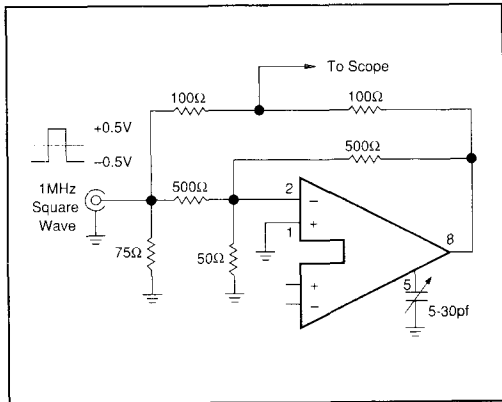 To Scope
100Ω
100Ω
+0.5V
−0.5V
500Ω
1MHz
Square
Wave
500Ω
2
−
+
1
8
75Ω
50Ω
+
−
5
5-30pf